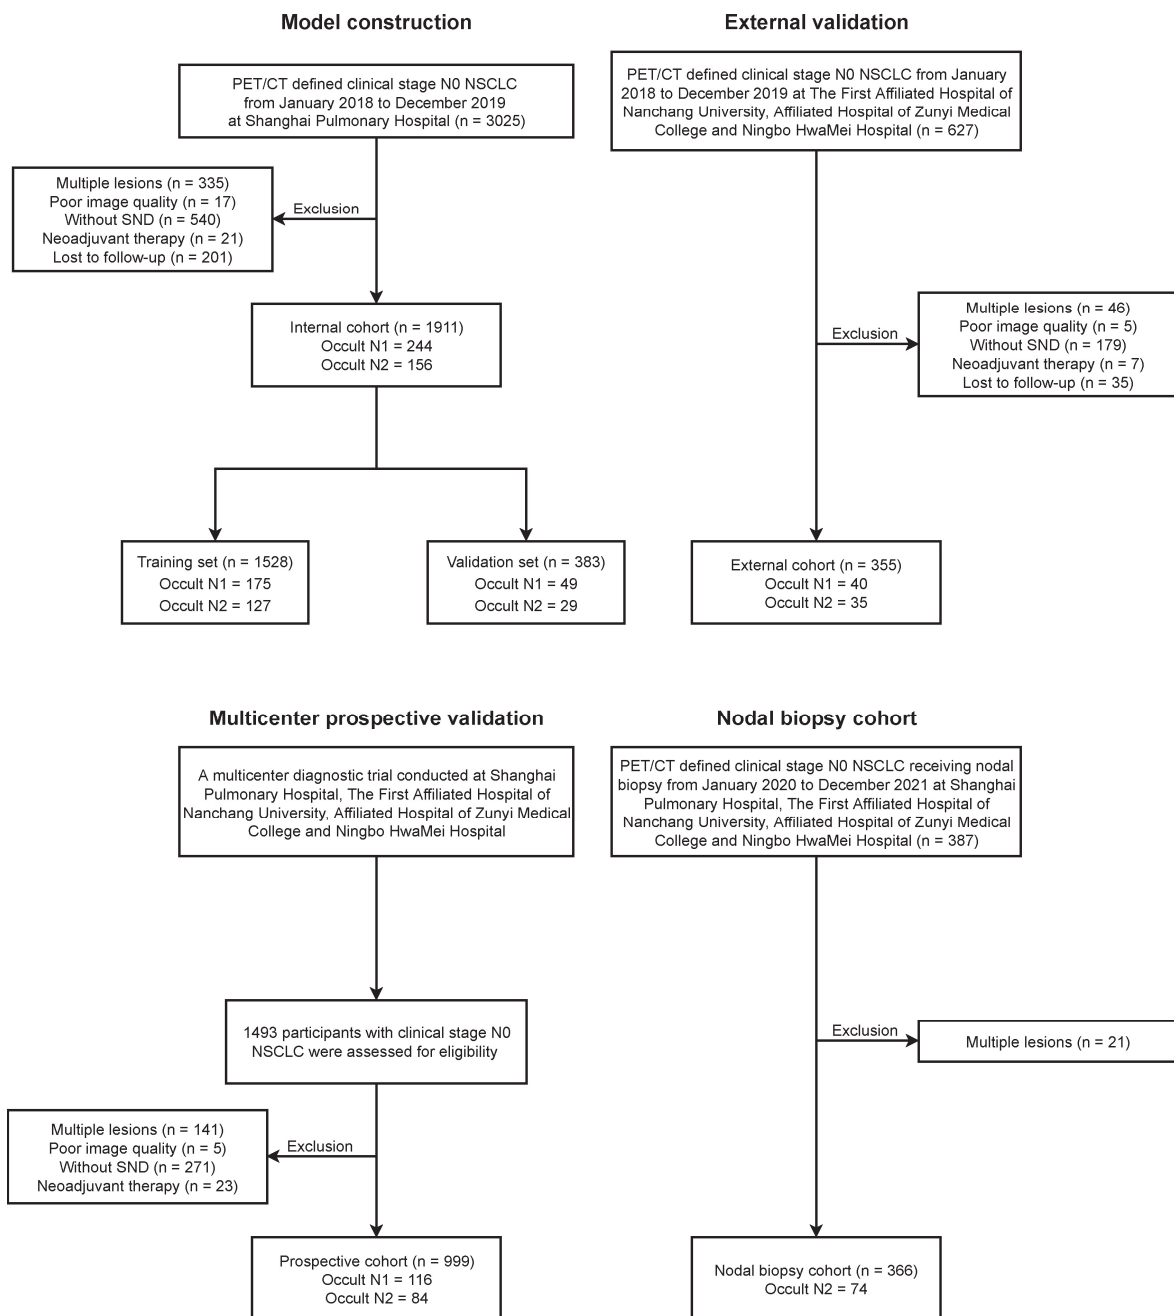 Model construction
PET/CT defined clinical stage N0 NSCLC
from January 2018 to December 2019
at Shanghai Pulmonary Hospital (n = 3025)
Multiple lesions (n = 335)
Poor image quality (n = 17)
Without SND (n = 540)
Neoadjuvant therapy (n = 21)
Lost to follow-up (n = 201)
Exclusion
Internal cohort (n = 1911)
Occult N1 = 244
Occult N2 = 156
Training set (n = 1528)
Occult N1 = 175
Occult N2 = 127
Validation set (n = 383)
Occult N1 = 49
Occult N2 = 29
External validation
PET/CT defined clinical stage N0 NSCLC from January
2018 to December 2019 at The First Affiliated Hospital of
Nanchang University, Affiliated Hospital of Zunyi Medical
College and Ningbo HwaMei Hospital (n = 627)
Exclusion
Multiple lesions (n = 46)
Poor image quality (n = 5)
Without SND (n = 179)
Neoadjuvant therapy (n = 7)
Lost to follow-up (n = 35)
External cohort (n = 355)
Occult N1 = 40
Occult N2 = 35
Multicenter prospective validation
A multicenter diagnostic trial conducted at Shanghai
Pulmonary Hospital, The First Affiliated Hospital of
Nanchang University, Affiliated Hospital of Zunyi Medical
College and Ningbo HwaMei Hospital
1493 participants with clinical stage N0
NSCLC were assessed for eligibility
Multiple lesions (n = 141)
Poor image quality (n = 5)
Without SND (n = 271)
Neoadjuvant therapy (n = 23)
Exclusion
Prospective cohort (n = 999)
Occult N1 = 116
Occult N2 = 84
Nodal biopsy cohort
PET/CT defined clinical stage N0 NSCLC receiving nodal
biopsy from January 2020 to December 2021 at Shanghai
Pulmonary Hospital, The First Affiliated Hospital of
Nanchang University, Affiliated Hospital of Zunyi Medical
College and Ningbo HwaMei Hospital (n = 387)
Exclusion
Multiple lesions (n = 21)
Nodal biopsy cohort (n = 366)
Occult N2 = 74